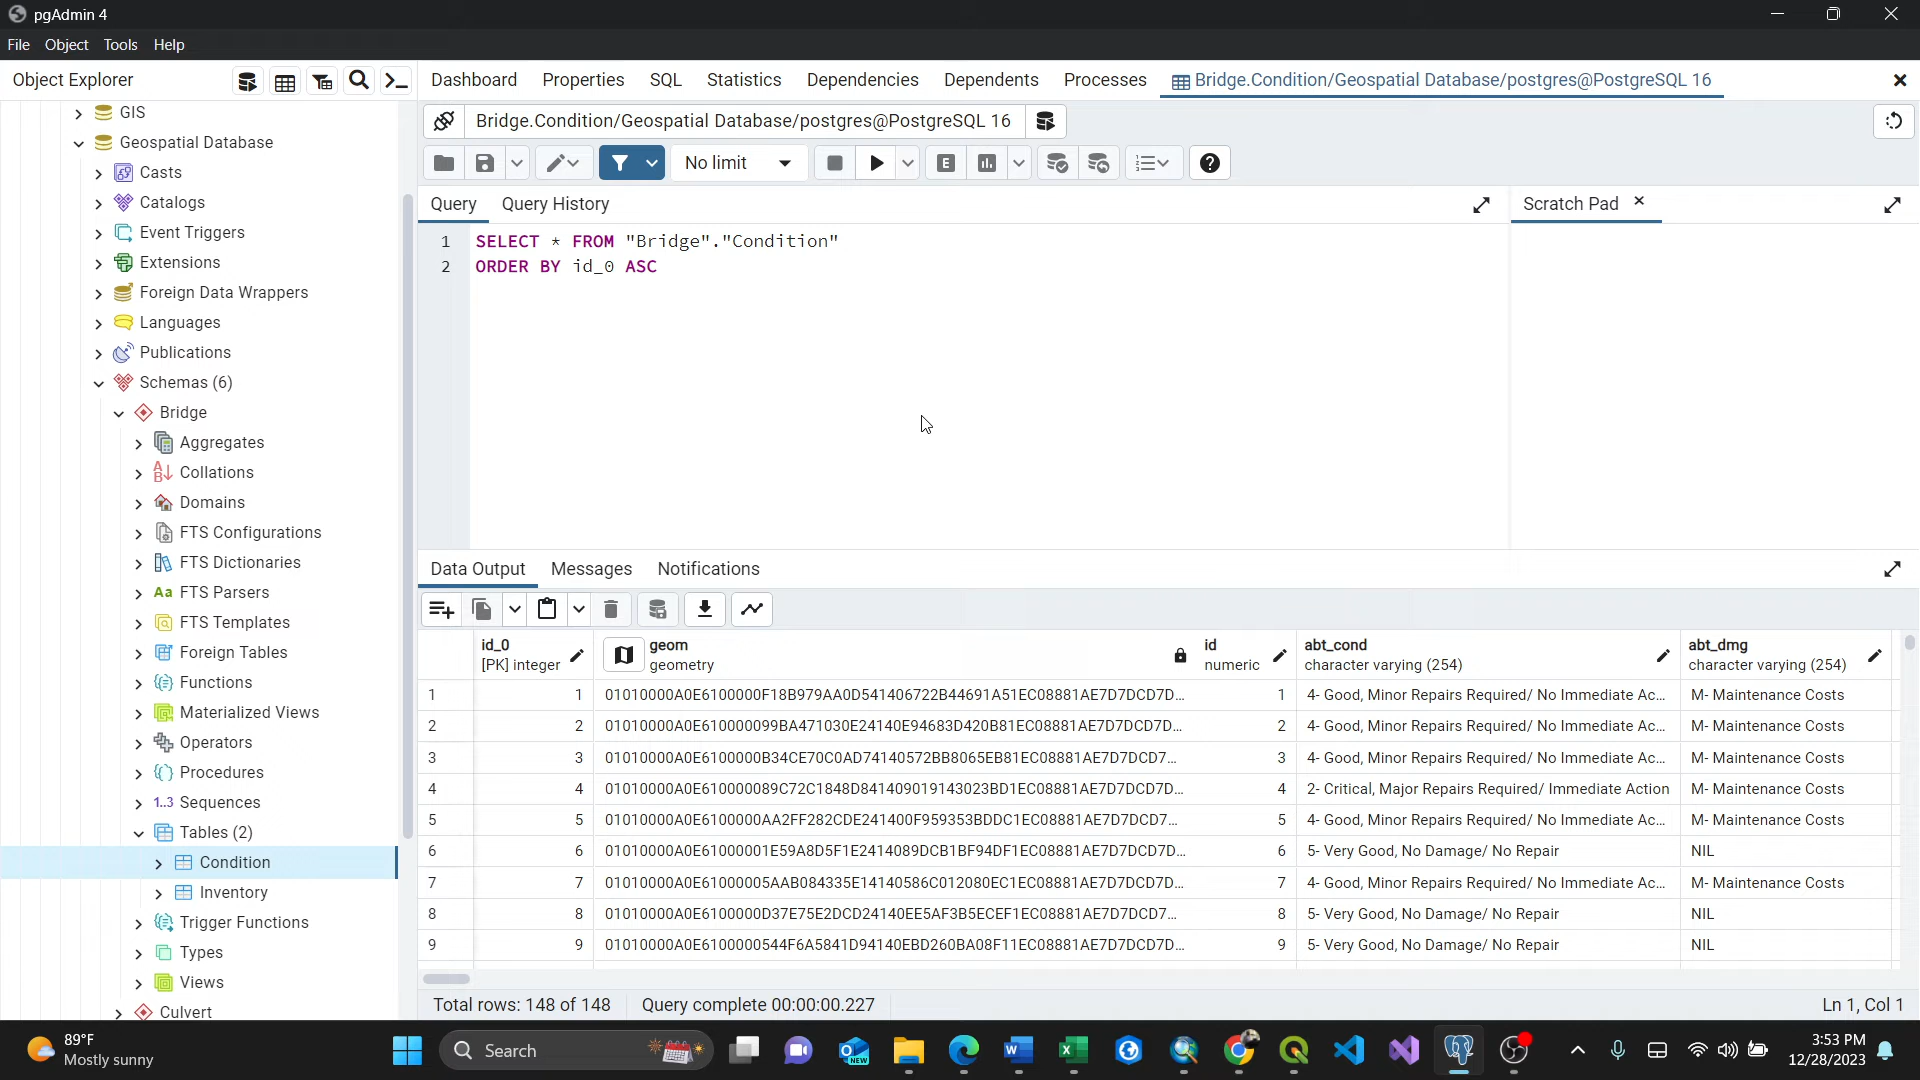 pgAdmin 4
File Object Tools Help
Object Explorer
Dashboard Properties SQL Statistics Dependencies Dependents Processes Bridge.Condition/Geospatial Database/postgres@PostgreSQL 16
GIS
Geospatial Database
Casts
Catalogs
Event Triggers
Extensions
Foreign Data Wrappers
Languages
Publications
Schemas (6)
Bridge
Aggregates
Collations
Domains
FTS Configurations
FTS Dictionaries
Aa FTS Parsers
FTS Templates
Foreign Tables
Functions
Materialized Views
Operators
Procedures
1..3 Sequences
Tables (2)
Condition
Inventory
Trigger Functions
Types
Views
Culvert
Bridge.Condition/Geospatial Database/postgres@PostgreSQL 16
No limit
E
Query Query History
Scratch Pad
1 SELECT * FROM "Bridge"."Condition"
2 ORDER BY id_0 ASC
Data Output Messages Notifications
id_0 geom id abt_cond abt_dmg
[PK] integer geometry numeric character varying (254) character varying (254)
1 1 01010000A0E6100000F18B979AA0D541406722B44691A51EC08881AE7D7DCD7D... 1 4- Good, Minor Repairs Required/ No Immediate Ac... M- Maintenance Costs
2 2 01010000A0E610000099BA471030E24140E94683D420B81EC08881AE7D7DCD7D... 2 4- Good, Minor Repairs Required/ No Immediate Ac... M- Maintenance Costs
3 3 01010000A0E6100000B34CE70C0AD74140572BB8065EB81EC08881AE7D7DCD7... 3 4- Good, Minor Repairs Required/ No Immediate Ac... M- Maintenance Costs
4 4 01010000A0E610000089C72C1848D841409019143023BD1EC08881AE7D7DCD7D... 4 2- Critical, Major Repairs Required/ Immediate Action M- Maintenance Costs
5 5 01010000A0E6100000AA2FF282CDE241400F959353BDDC1EC08881AE7D7DCD7... 5 4- Good, Minor Repairs Required/ No Immediate Ac... M- Maintenance Costs
6 6 01010000A0E61000001E59A8D5F1E2414089DCB1BF94DF1EC08881AE7D7DCD7D... 6 5- Very Good, No Damage/ No Repair NIL
7 7 01010000A0E61000005AAB084335E14140586C012080EC1EC08881AE7D7DCD7D... 7 4- Good, Minor Repairs Required/ No Immediate Ac... M- Maintenance Costs
8 8 01010000A0E6100000D37E75E2DCD24140EE5AF3B5ECEF1EC08881AE7D7DCD7... 8 5- Very Good, No Damage/ No Repair NIL
9 9 01010000A0E6100000544F6A5841D94140EBD260BA08F11EC08881AE7D7DCD7D... 9 5- Very Good, No Damage/ No Repair NIL
Total rows: 148 of 148 Query complete 00:00:00.227 Ln 1, Col 1
89°F
Mostly sunny
Search
NEW
3:53 PM
12/28/2023